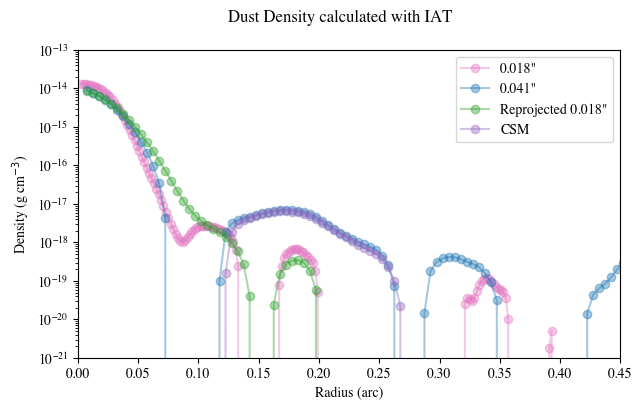 Dust Density calculated with IAT
10⁻¹³
10⁻¹⁴
10⁻¹⁵
10⁻¹⁶
10⁻¹⁷
10⁻¹⁸
10⁻¹⁹
10⁻²⁰
10⁻²¹
Density (g cm⁻³)
0.018"
0.041"
Reprojected 0.018"
CSM
0.00 0.05 0.10 0.15 0.20 0.25 0.30 0.35 0.40 0.45
Radius (arc)